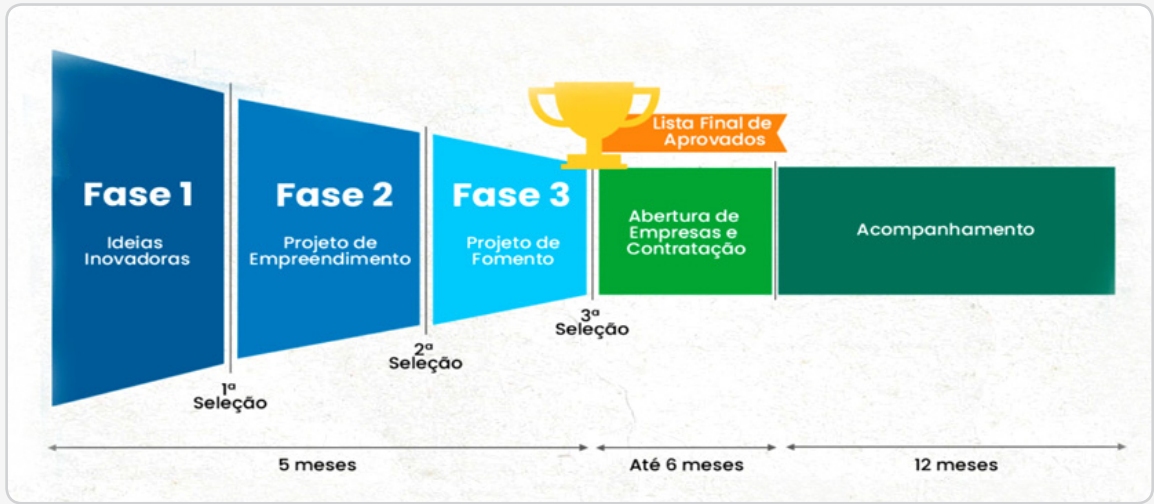 Fase 1
Ideias
Inovadoras
1ª
Seleção
Fase 2
Projeto de
Empreendimento
2ª
Seleção
Fase 3
Projeto de
Fomento
3ª
Seleção
Lista Final de
Aprovados
Abertura de
Empresas e
Contratação
Acompanhamento
5 meses
Até 6 meses
12 meses